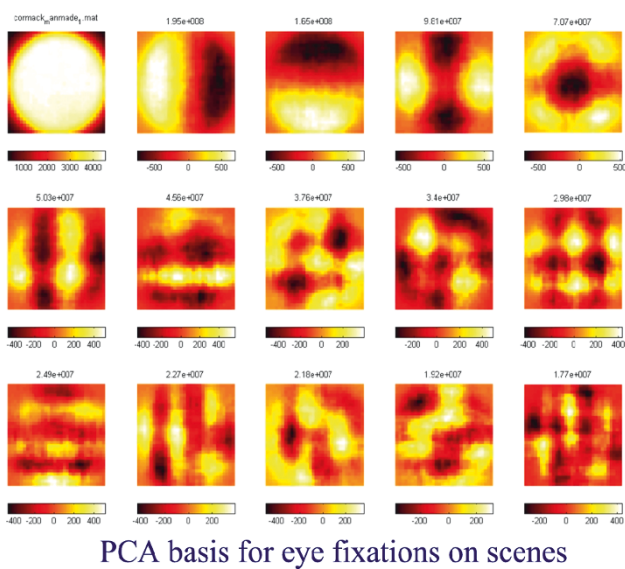 cormack_manmade_1.mat 1.95e+008 1.65e+008 9.81e+007 7.07e+007
1000 2000 3000 4000 -500 0 500 -500 0 500 -500 0 500 -500 0 500
5.03e+007 4.56e+007 3.76e+007 3.4e+007 2.98e+007
-400 -200 0 200 400 -400 -200 0 200 400 -400 -200 0 200 -400 -200 0 200 400 -400 -200 0 200 400
2.49e+007 2.27e+007 2.18e+007 1.92e+007 1.77e+007
-400 -200 0 200 -200 0 200 -400 -200 0 200 -200 0 200 -400 -200 0 200 400
PCA basis for eye fixations on scenes